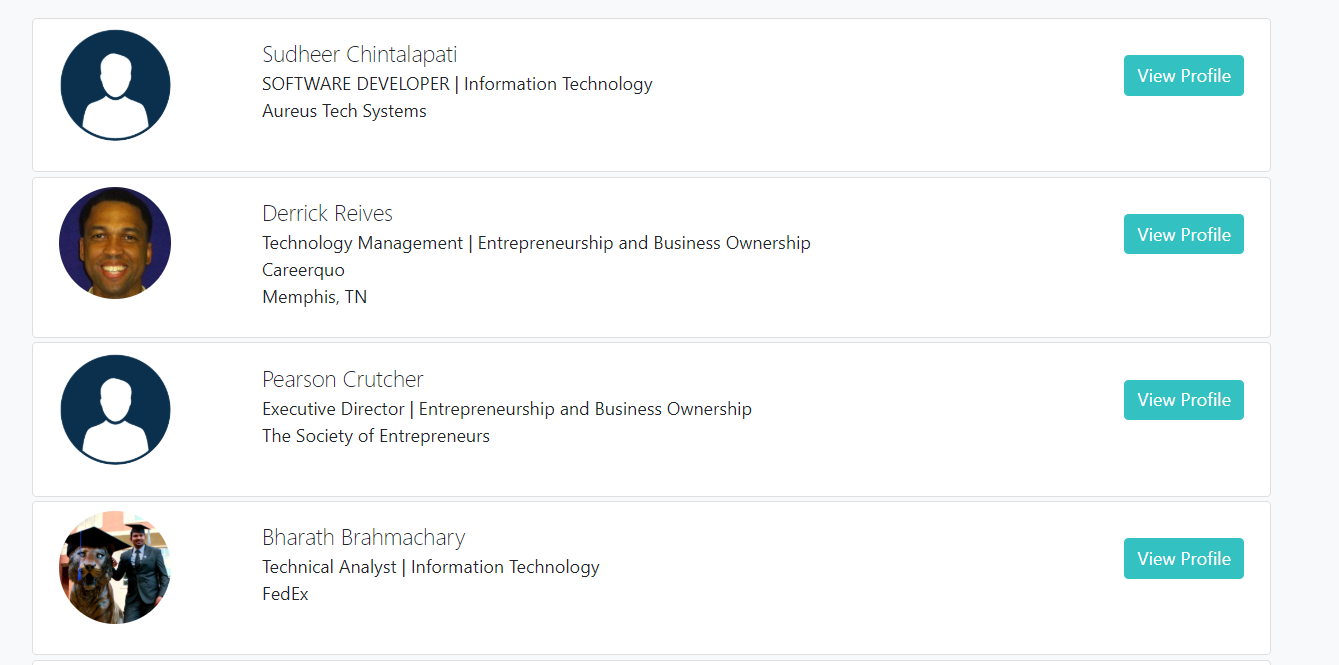 Sudheer Chintalapati
SOFTWARE DEVELOPER | Information Technology
Aureus Tech Systems
View Profile
Derrick Reives
Technology Management | Entrepreneurship and Business Ownership
Careerquo
Memphis, TN
View Profile
Pearson Crutcher
Executive Director | Entrepreneurship and Business Ownership
The Society of Entrepreneurs
View Profile
Bharath Brahmachary
Technical Analyst | Information Technology
FedEx
View Profile